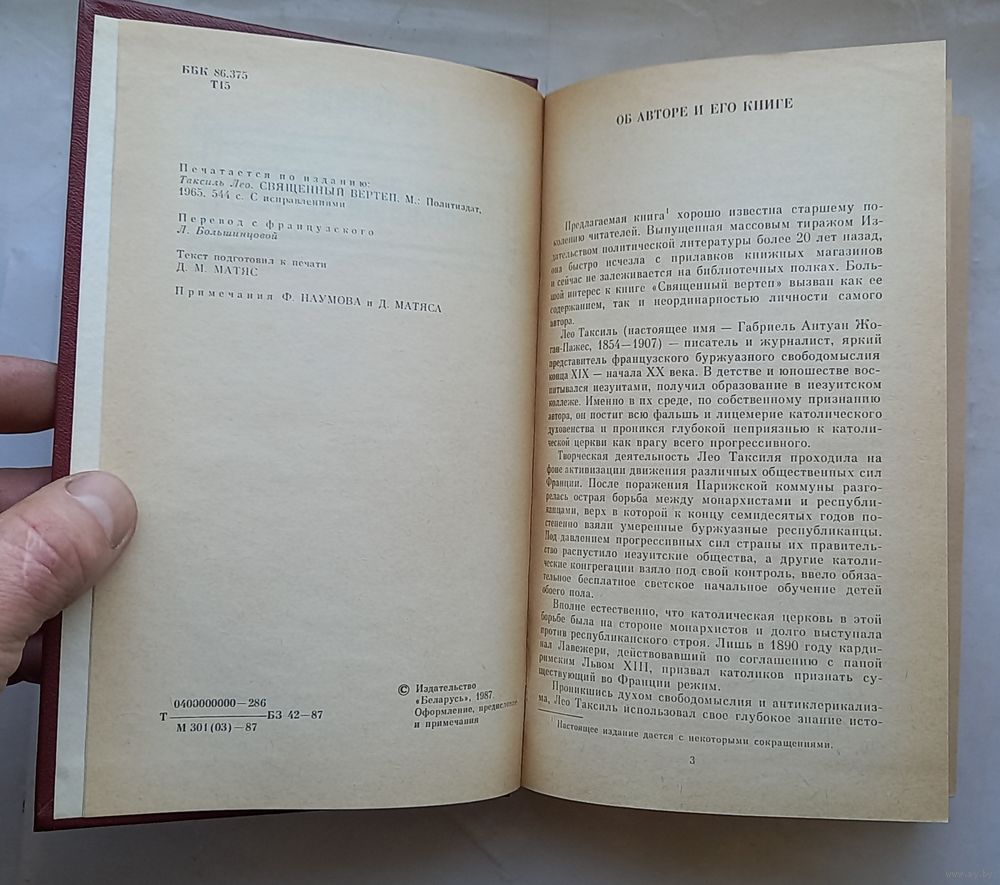 ББК 86.375
Т15
Печатается по изданию:
Таксиль Лео. СВЯЩЕННЫЙ ВЕРТЕП. М.: Политиздат,
1965. 544 с. С исправлениями
Перевод с французского
Л. Большинцовой
Текст подготовил к печати
Д. М. МАТЯС
Примечания Ф. НАУМОВА и Д. МАТЯСА
0400000000—286
Т ———— БЗ 42—87
М 301(03)—87
© Издательство
«Беларусь», 1987.
Оформление, предисловие
и примечания
ОБ АВТОРЕ И ЕГО КНИГЕ
Предлагаемая книга¹ хорошо известна старшему по-
колению читателей. Выпущенная массовым тиражом Из-
дательством политической литературы более 20 лет назад,
она быстро исчезла с прилавков книжных магазинов
и сейчас не залеживается на библиотечных полках. Боль-
шой интерес к книге «Священный вертеп» вызван как ее
содержанием, так и неординарностью личности самого
автора.
Лео Таксиль (настоящее имя — Габриель Антуан Жо-
ган-Пажес, 1854—1907) — писатель и журналист, яркий
представитель французского буржуазного свободомыслия
конца XIX — начала XX века. В детстве и юношестве вос-
питывался иезуитами, получил образование в иезуитском
коллеже. Именно в их среде, по собственному признанию
автора, он постиг всю фальшь и лицемерие католического
духовенства и проникся глубокой неприязнью к католи-
ческой церкви как врагу всего прогрессивного.
Творческая деятельность Лео Таксиля проходила на
фоне активизации движения различных общественных сил
Франции. После поражения Парижской коммуны разго-
релась острая борьба между монархистами и республи-
канцами, верх в которой к концу семидесятых годов по-
степенно взяли умеренные буржуазные республиканцы.
Под давлением прогрессивных сил страны их правитель-
ство распустило иезуитские общества, а другие католи-
ческие конгрегации взяло под свой контроль, ввело обяза-
тельное бесплатное светское начальное обучение детей
обоего пола.
Вполне естественно, что католическая церковь в этой
борьбе была на стороне монархистов и долго выступала
против республиканского строя. Лишь в 1890 году карди-
нал Лавежери, действовавший по соглашению с папой
римским Львом XIII, призвал католиков признать су-
ществующий во Франции режим.
Проникшись духом свободомыслия и антиклерикализ-
ма, Лео Таксиль использовал свое глубокое знание исто-
¹ Настоящее издание дается с некоторыми сокращениями.
3
www.ay.by